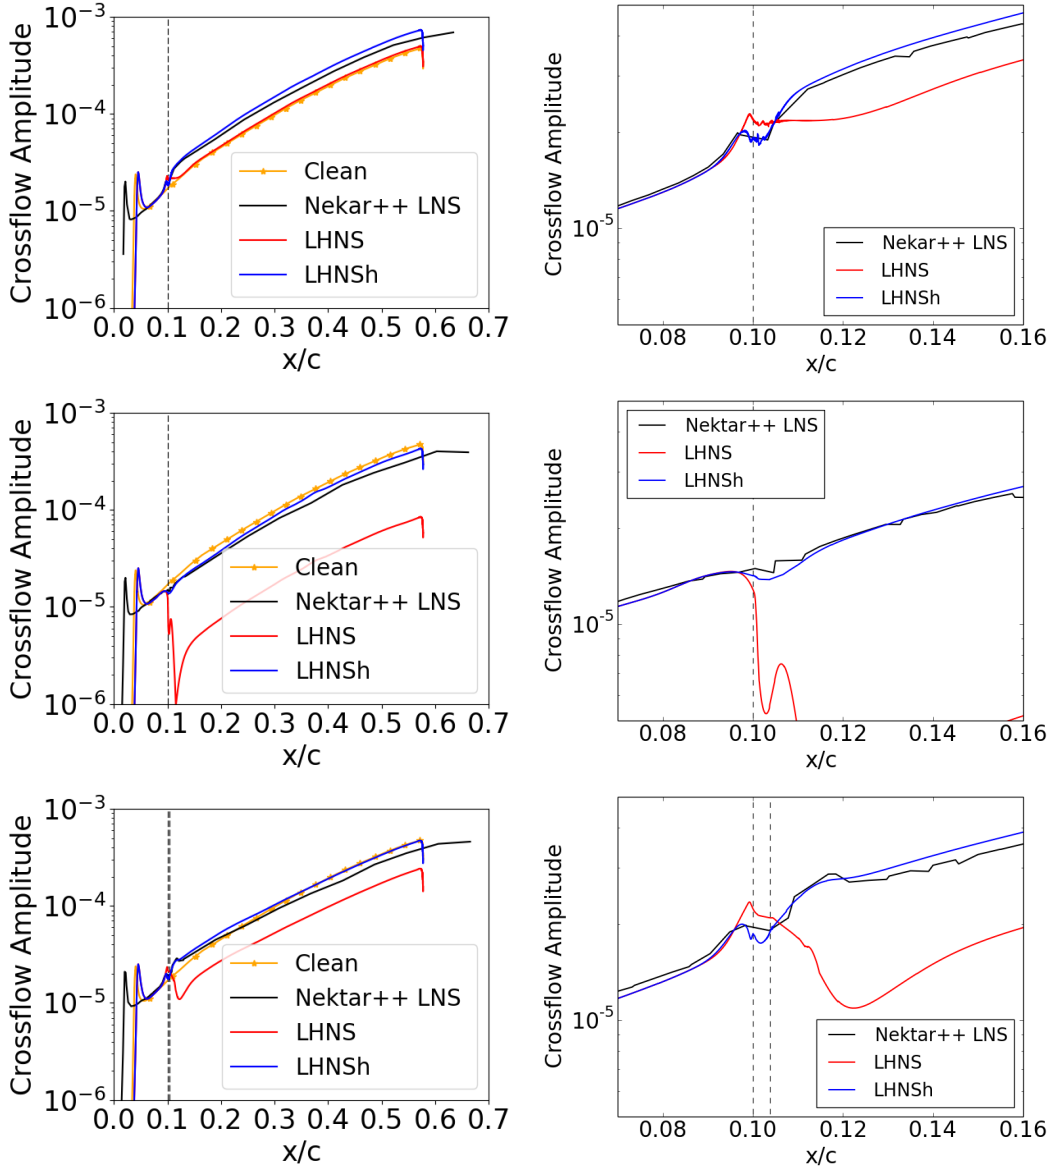 10⁻³
10⁻⁴
10⁻⁵
10⁻⁶
Crossflow Amplitude
0.0 0.1 0.2 0.3 0.4 0.5 0.6 0.7
x/c
Clean
Nekar++ LNS
LHNS
LHNSh
10⁻⁵
Crossflow Amplitude
0.08 0.10 0.12 0.14 0.16
x/c
Nekar++ LNS
LHNS
LHNSh
10⁻³
10⁻⁴
10⁻⁵
10⁻⁶
Crossflow Amplitude
0.0 0.1 0.2 0.3 0.4 0.5 0.6 0.7
x/c
Clean
Nektar++ LNS
LHNS
LHNSh
10⁻⁵
Crossflow Amplitude
0.08 0.10 0.12 0.14 0.16
x/c
Nektar++ LNS
LHNS
LHNSh
10⁻³
10⁻⁴
10⁻⁵
10⁻⁶
Crossflow Amplitude
0.0 0.1 0.2 0.3 0.4 0.5 0.6 0.7
x/c
Clean
Nektar++ LNS
LHNS
LHNSh
10⁻⁵
Crossflow Amplitude
0.08 0.10 0.12 0.14 0.16
x/c
Nektar++ LNS
LHNS
LHNSh